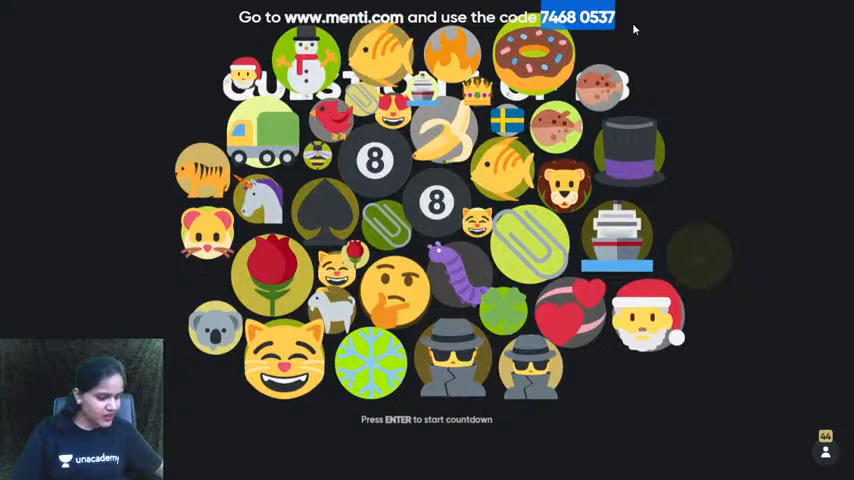 Go to www.menti.com and use the code 7468 0537
8
8
Press ENTER to start countdown
44
unacademy